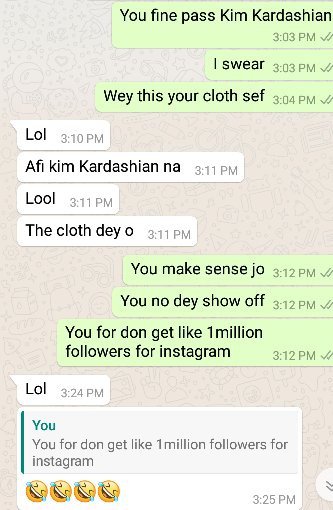 You fine pass Kim Kardashian
3:03 PM
I swear 3:03 PM
Wey this your cloth sef 3:04 PM
Lol 3:10 PM
Afi kim Kardashian na 3:11 PM
Lool 3:11 PM
The cloth dey o 3:11 PM
You make sense jo 3:12 PM
You no dey show off 3:12 PM
You for don get like 1million
followers for instagram 3:12 PM
Lol 3:24 PM
You
You for don get like 1million followers for
instagram
🤣🤣🤣🤣 3:25 PM